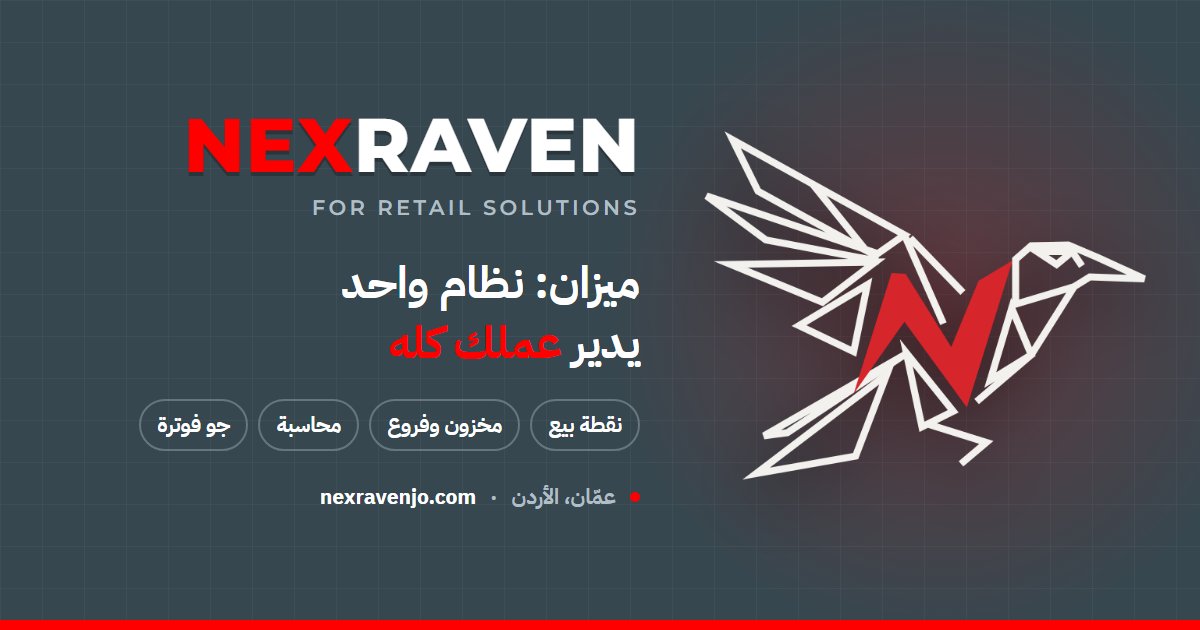 NEXRAVEN
FOR RETAIL SOLUTIONS
ميزان: نظام واحد
يدير عملك كله
نقطة بيع مخزون وفروع محاسبة جو فوترة
عمّان، الأردن · nexravenjo.com